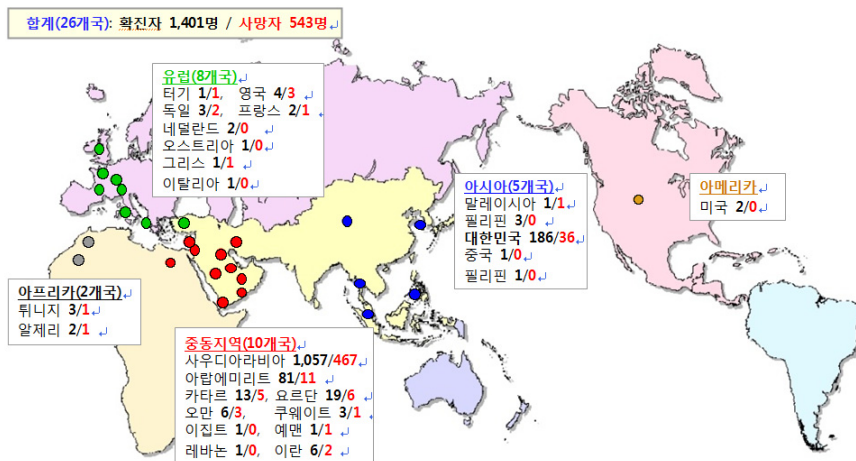 합계(26개국): 확진자 1,401명 / 사망자 543명
유럽(8개국)
터기 1/1, 영국 4/3
독일 3/2, 프랑스 2/1
네덜란드 2/0
오스트리아 1/0
그리스 1/1
이탈리아 1/0
아시아(5개국)
말레이시아 1/1
필리핀 3/0
대한민국 186/36
중국 1/0
필리핀 1/0
아메리카
미국 2/0
아프리카(2개국)
튀니지 3/1
알제리 2/1
중동지역(10개국)
사우디아라비아 1,057/467
아랍에미리트 81/11
카타르 13/5, 요르단 19/6
오만 6/3, 쿠웨이트 3/1
이집트 1/0, 예맨 1/1
레바논 1/0, 이란 6/2